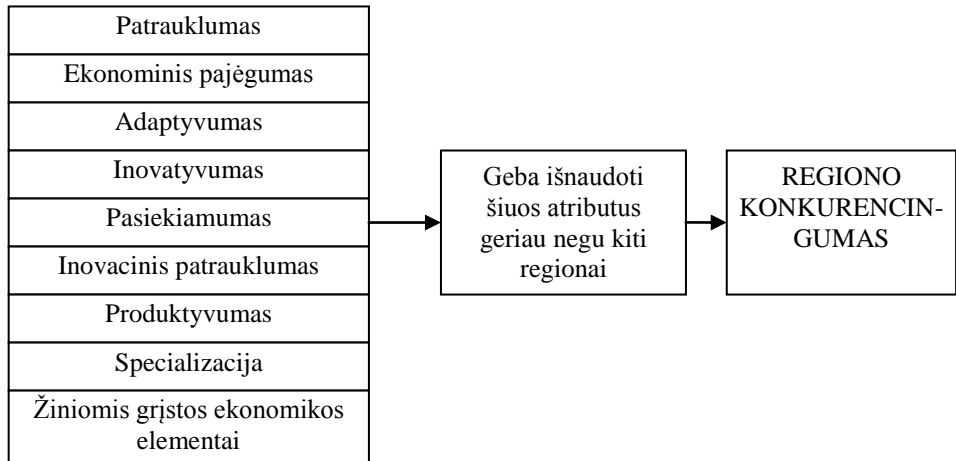 Patrauklumas
Ekonominis pajėgumas
Adaptyvumas
Inovatyvumas
Pasiekiamumas
Inovacinis patrauklumas
Produktyvumas
Specializacija
Žiniomis grįstos ekonomikos
elementai
Geba išnaudoti
šiuos atributus
geriau negu kiti
regionai
REGIONO
KONKURENCIN-
GUMAS